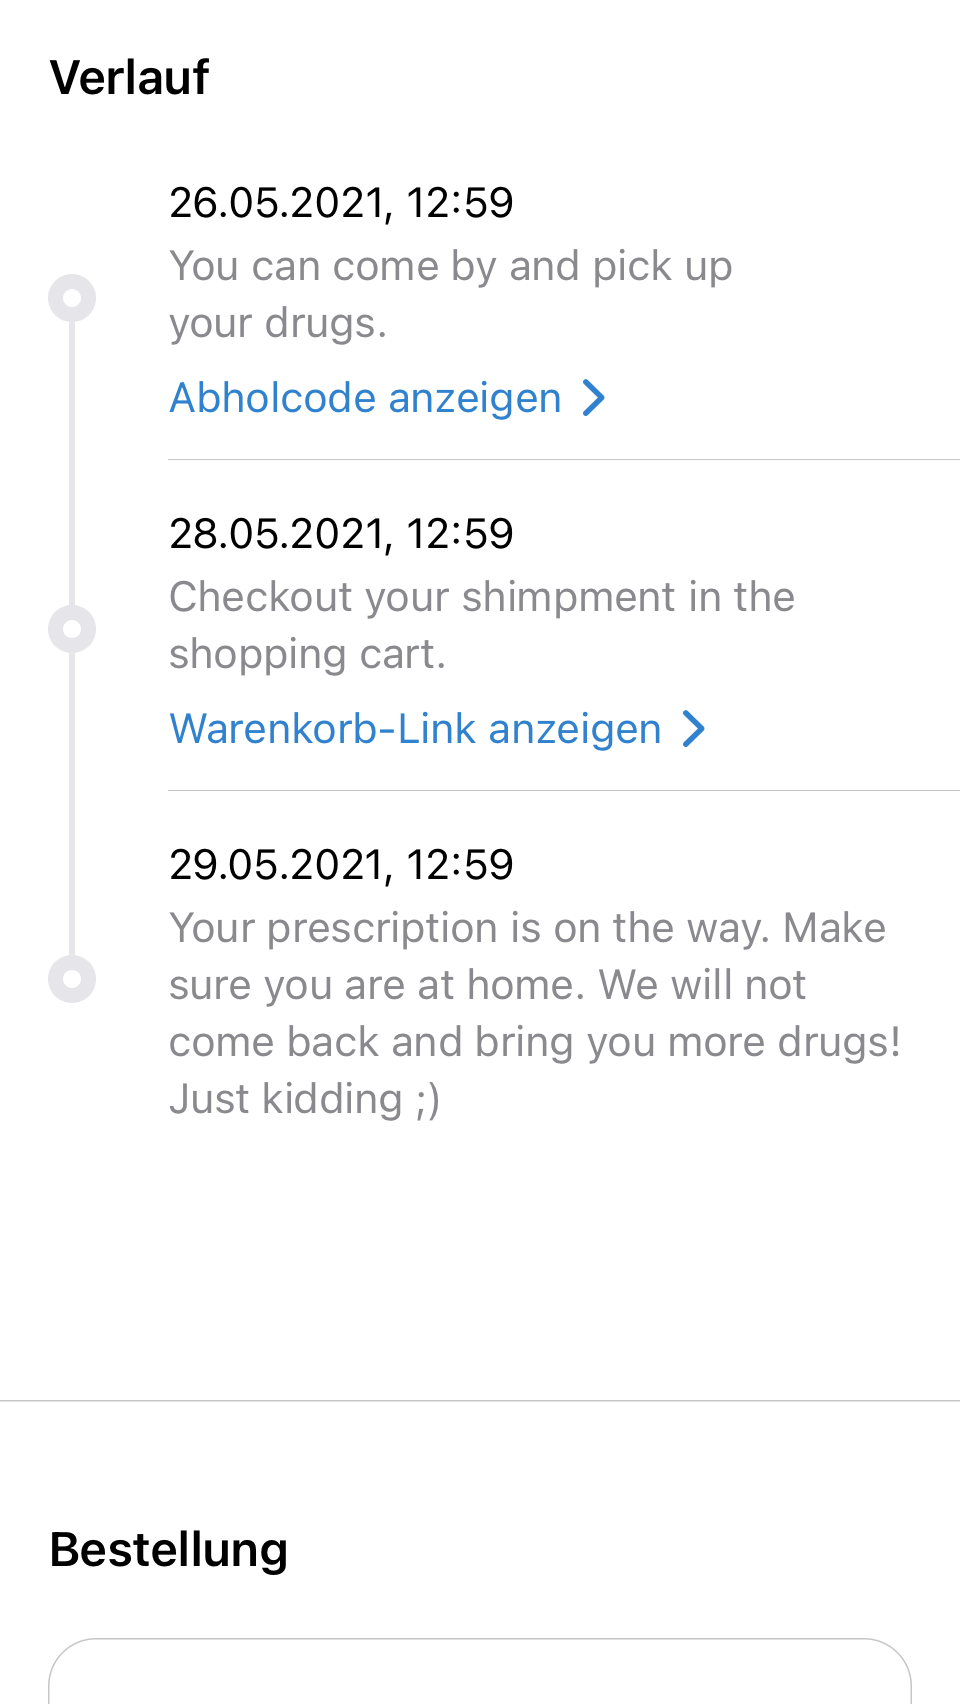 Verlauf
26.05.2021, 12:59
You can come by and pick up
your drugs.
Abholcode anzeigen
28.05.2021, 12:59
Checkout your shimpment in the
shopping cart.
Warenkorb-Link anzeigen
29.05.2021, 12:59
Your prescription is on the way. Make
sure you are at home. We will not
come back and bring you more drugs!
Just kidding ;)
Bestellung